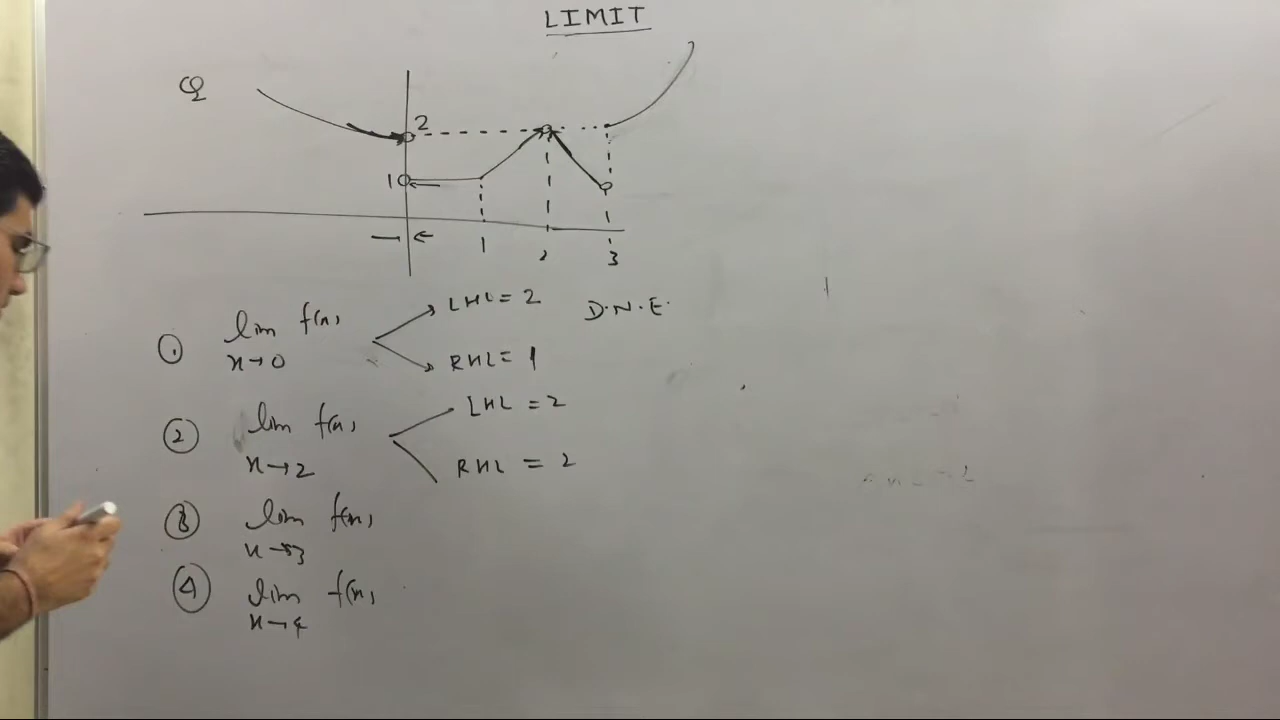 LIMIT
Q
2
1
1 2 3
① lim f(x) LHL = 2 D.N.E.
x→0 RHL = 1
② lim f(x) LHL = 2
x→2 RHL = 2
③ lim f(x)
x→3
④ lim f(x)
x→4